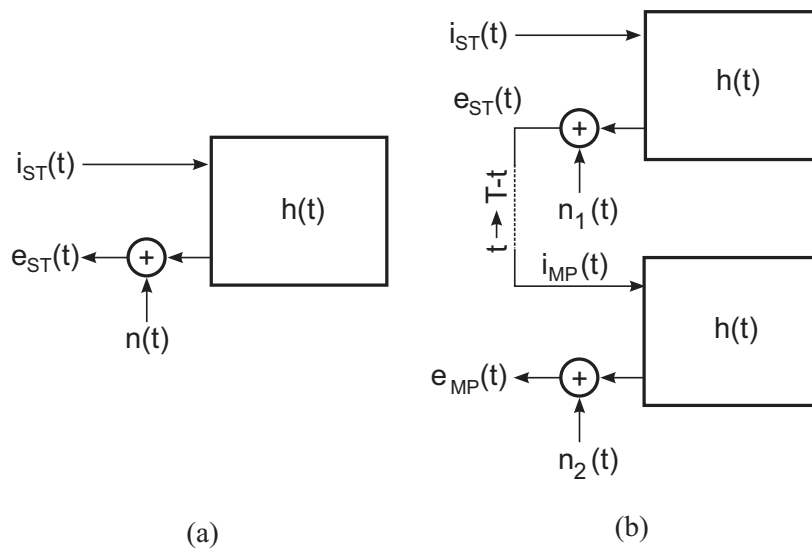 i_ST(t)
h(t)
e_ST(t)
+
n(t)
(a)
i_ST(t)
h(t)
e_ST(t)
+
n_1(t)
t → T-t
i_MP(t)
h(t)
e_MP(t)
+
n_2(t)
(b)